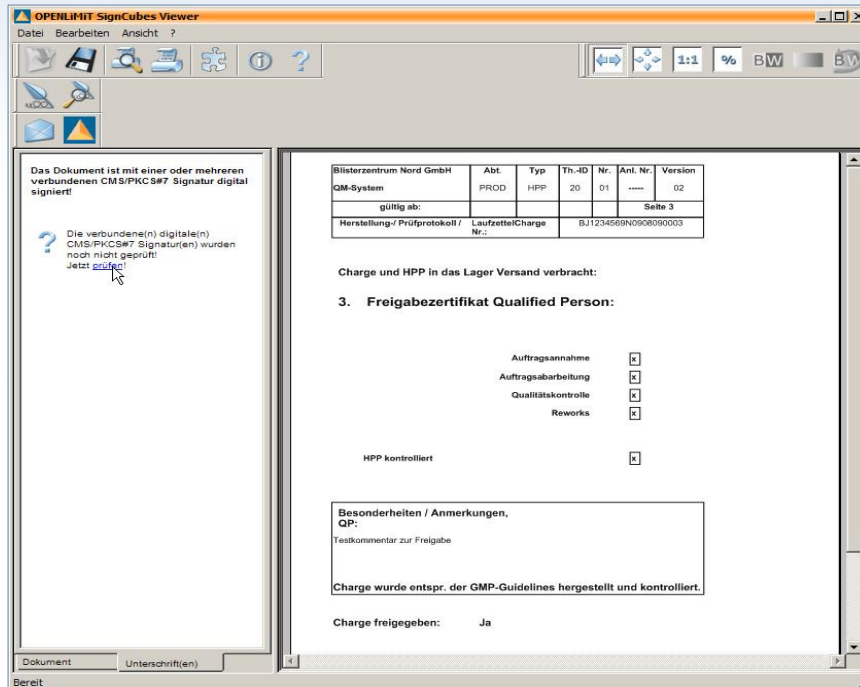 OPENLiMiT SignCubes Viewer
Datei Bearbeiten Ansicht ?
1:1 % BW BW
Das Dokument ist mit einer oder mehreren
verbundenen CMS/PKCS#7 Signatur digital
signiert!
Die verbundene(n) digitale(n)
CMS/PKCS#7 Signatur(en) wurden
noch nicht geprüft!
Jetzt prüfen!
Blisterzentrum Nord GmbH Abt. Typ Th.-ID Nr. Anl. Nr. Version
QM-System PROD HPP 20 01 ----- 02
gültig ab: Seite 3
Herstellung-/ Prüfprotokoll / LaufzettelCharge BJ1234569N0908090003
Nr.:
Charge und HPP in das Lager Versand verbracht:
3. Freigabezertifikat Qualified Person:
Auftragsannahme x
Auftragsabarbeitung x
Qualitätskontrolle x
Reworks x
HPP kontrolliert x
Besonderheiten / Anmerkungen,
QP:
Testkommentar zur Freigabe
Charge wurde entspr. der GMP-Guidelines hergestellt und kontrolliert.
Charge freigegeben: Ja
Dokument Unterschrift(en)
Bereit